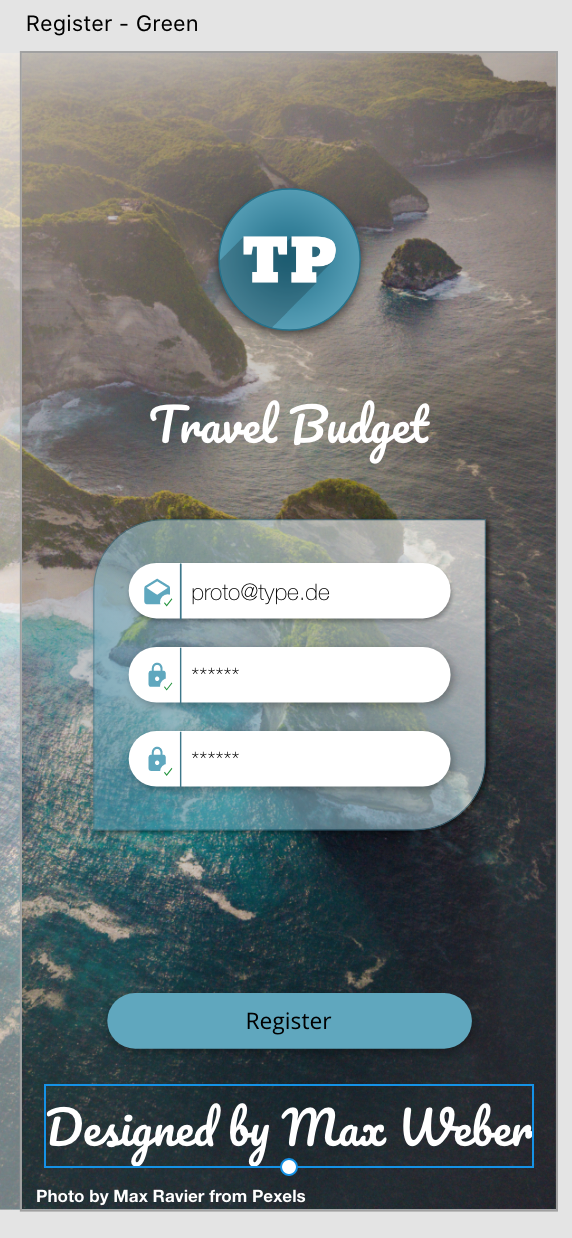 Register - Green
TP
Travel Budget
proto@type.de
******
******
Register
Designed by Max Weber
Photo by Max Ravier from Pexels